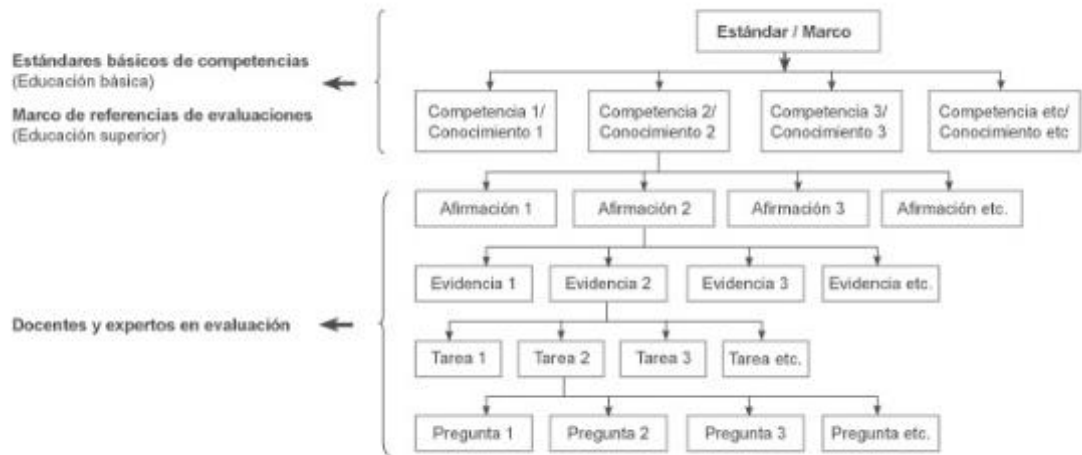 Estándar / Marco
Estándares básicos de competencias
(Educación básica)
Marco de referencias de evaluaciones
(Educación superior)
Competencia 1/
Conocimiento 1
Competencia 2/
Conocimiento 2
Competencia 3/
Conocimiento 3
Competencia etc/
Conocimiento etc
Afirmación 1
Afirmación 2
Afirmación 3
Afirmación etc.
Evidencia 1
Evidencia 2
Evidencia 3
Evidencia etc.
Docentes y expertos en evaluación
Tarea 1
Tarea 2
Tarea 3
Tarea etc.
Pregunta 1
Pregunta 2
Pregunta 3
Pregunta etc.